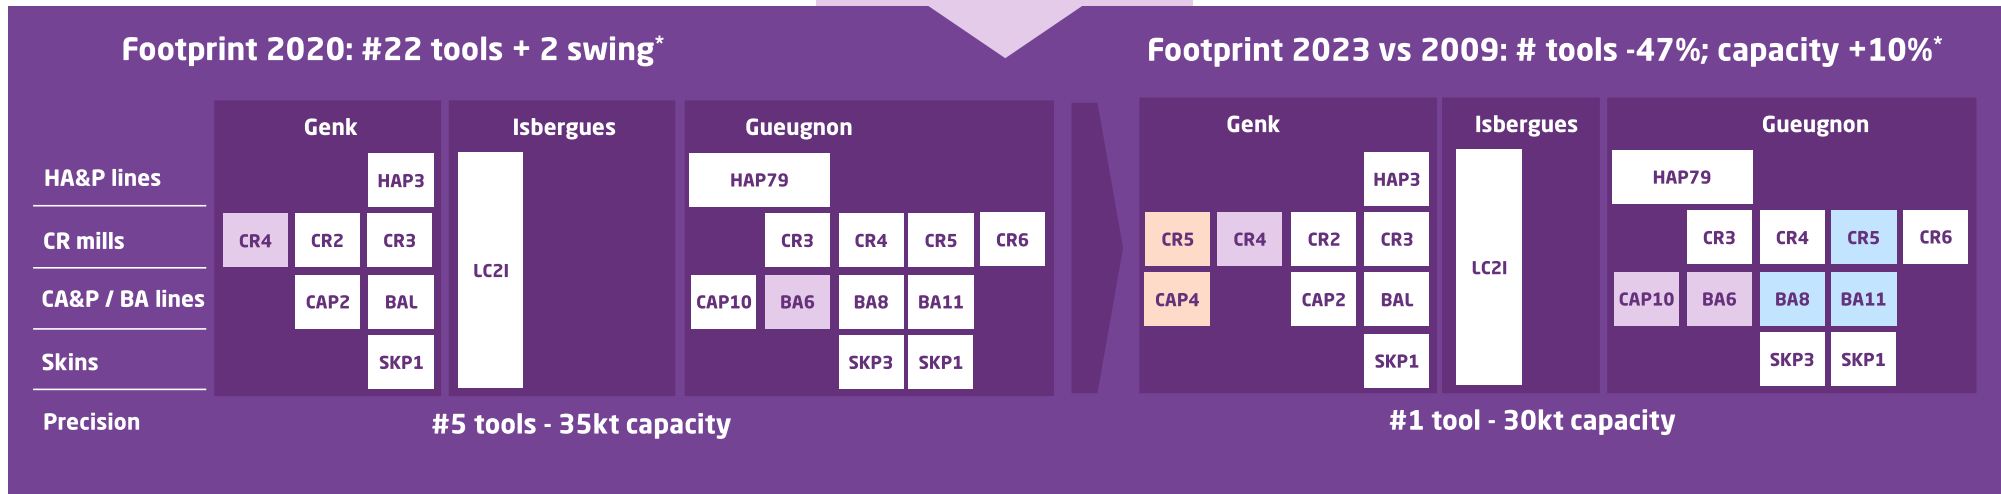 Footprint 2020: #22 tools + 2 swing*
Footprint 2023 vs 2009: # tools -47%; capacity +10%*
Genk
Isbergues
Gueugnon
HA&P lines
HAP3
HAP79
CR mills
CR4 CR2 CR3
CR3 CR4 CR5 CR6
LC2I
CA&P / BA lines
CAP2 BAL
CAP10 BA6 BA8 BA11
Skins
SKP1
SKP3 SKP1
Precision
#5 tools - 35kt capacity
Genk
Isbergues
Gueugnon
HAP3
HAP79
CR5 CR4 CR2 CR3
CR3 CR4 CR5 CR6
LC2I
CAP4 CAP2 BAL
CAP10 BA6 BA8 BA11
SKP1
SKP3 SKP1
#1 tool - 30kt capacity